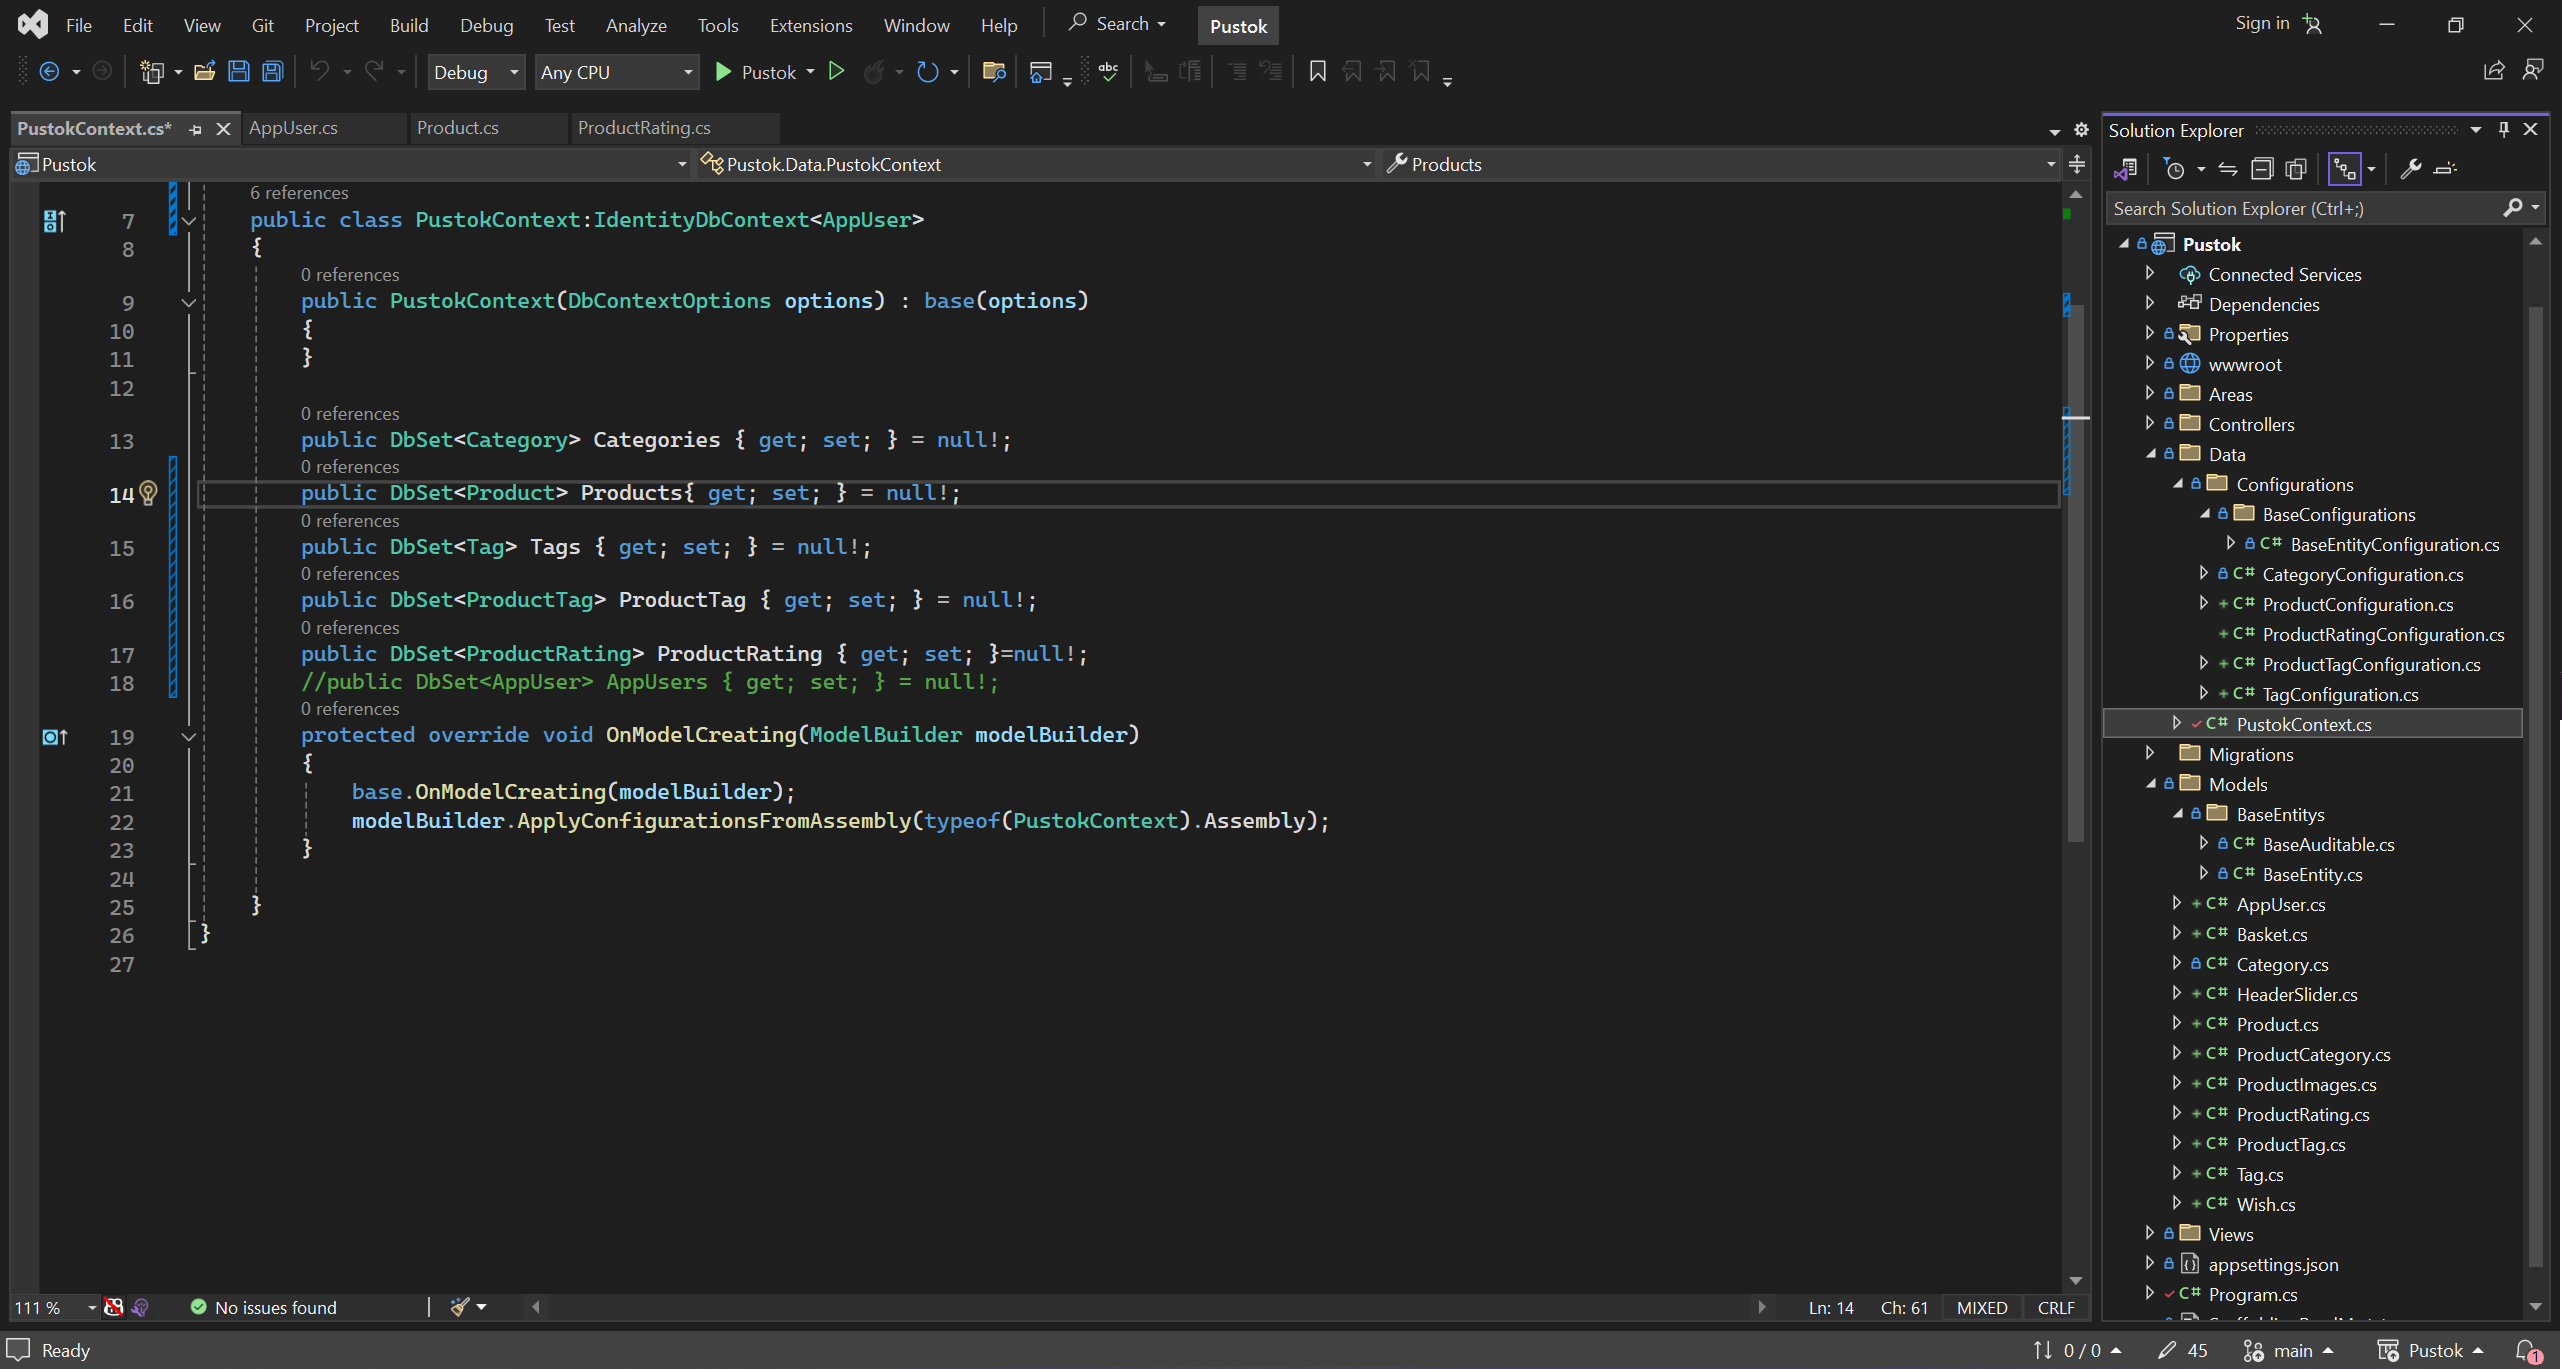 File Edit View Git Project Build Debug Test Analyze Tools Extensions Window Help Search Pustok Sign in
Debug Any CPU Pustok
PustokContext.cs* AppUser.cs Product.cs ProductRating.cs
Pustok Pustok.Data.PustokContext Products
6 references
7 public class PustokContext:IdentityDbContext<AppUser>
8 {
0 references
9 public PustokContext(DbContextOptions options) : base(options)
10 {
11 }
12
0 references
13 public DbSet<Category> Categories { get; set; } = null!;
0 references
14 public DbSet<Product> Products{ get; set; } = null!;
0 references
15 public DbSet<Tag> Tags { get; set; } = null!;
0 references
16 public DbSet<ProductTag> ProductTag { get; set; } = null!;
0 references
17 public DbSet<ProductRating> ProductRating { get; set; }=null!;
18 //public DbSet<AppUser> AppUsers { get; set; } = null!;
0 references
19 protected override void OnModelCreating(ModelBuilder modelBuilder)
20 {
21 base.OnModelCreating(modelBuilder);
22 modelBuilder.ApplyConfigurationsFromAssembly(typeof(PustokContext).Assembly);
23 }
24
25 }
26 }
27
111 % No issues found Ln: 14 Ch: 61 MIXED CRLF
Solution Explorer
Search Solution Explorer (Ctrl+;)
Pustok
Connected Services
Dependencies
Properties
wwwroot
Areas
Controllers
Data
Configurations
BaseConfigurations
C# BaseEntityConfiguration.cs
C# CategoryConfiguration.cs
C# ProductConfiguration.cs
C# ProductRatingConfiguration.cs
C# ProductTagConfiguration.cs
C# TagConfiguration.cs
C# PustokContext.cs
Migrations
Models
BaseEntitys
C# BaseAuditable.cs
C# BaseEntity.cs
C# AppUser.cs
C# Basket.cs
C# Category.cs
C# HeaderSlider.cs
C# Product.cs
C# ProductCategory.cs
C# ProductImages.cs
C# ProductRating.cs
C# ProductTag.cs
C# Tag.cs
C# Wish.cs
Views
appsettings.json
C# Program.cs
Ready 0 / 0 45 main Pustok 1